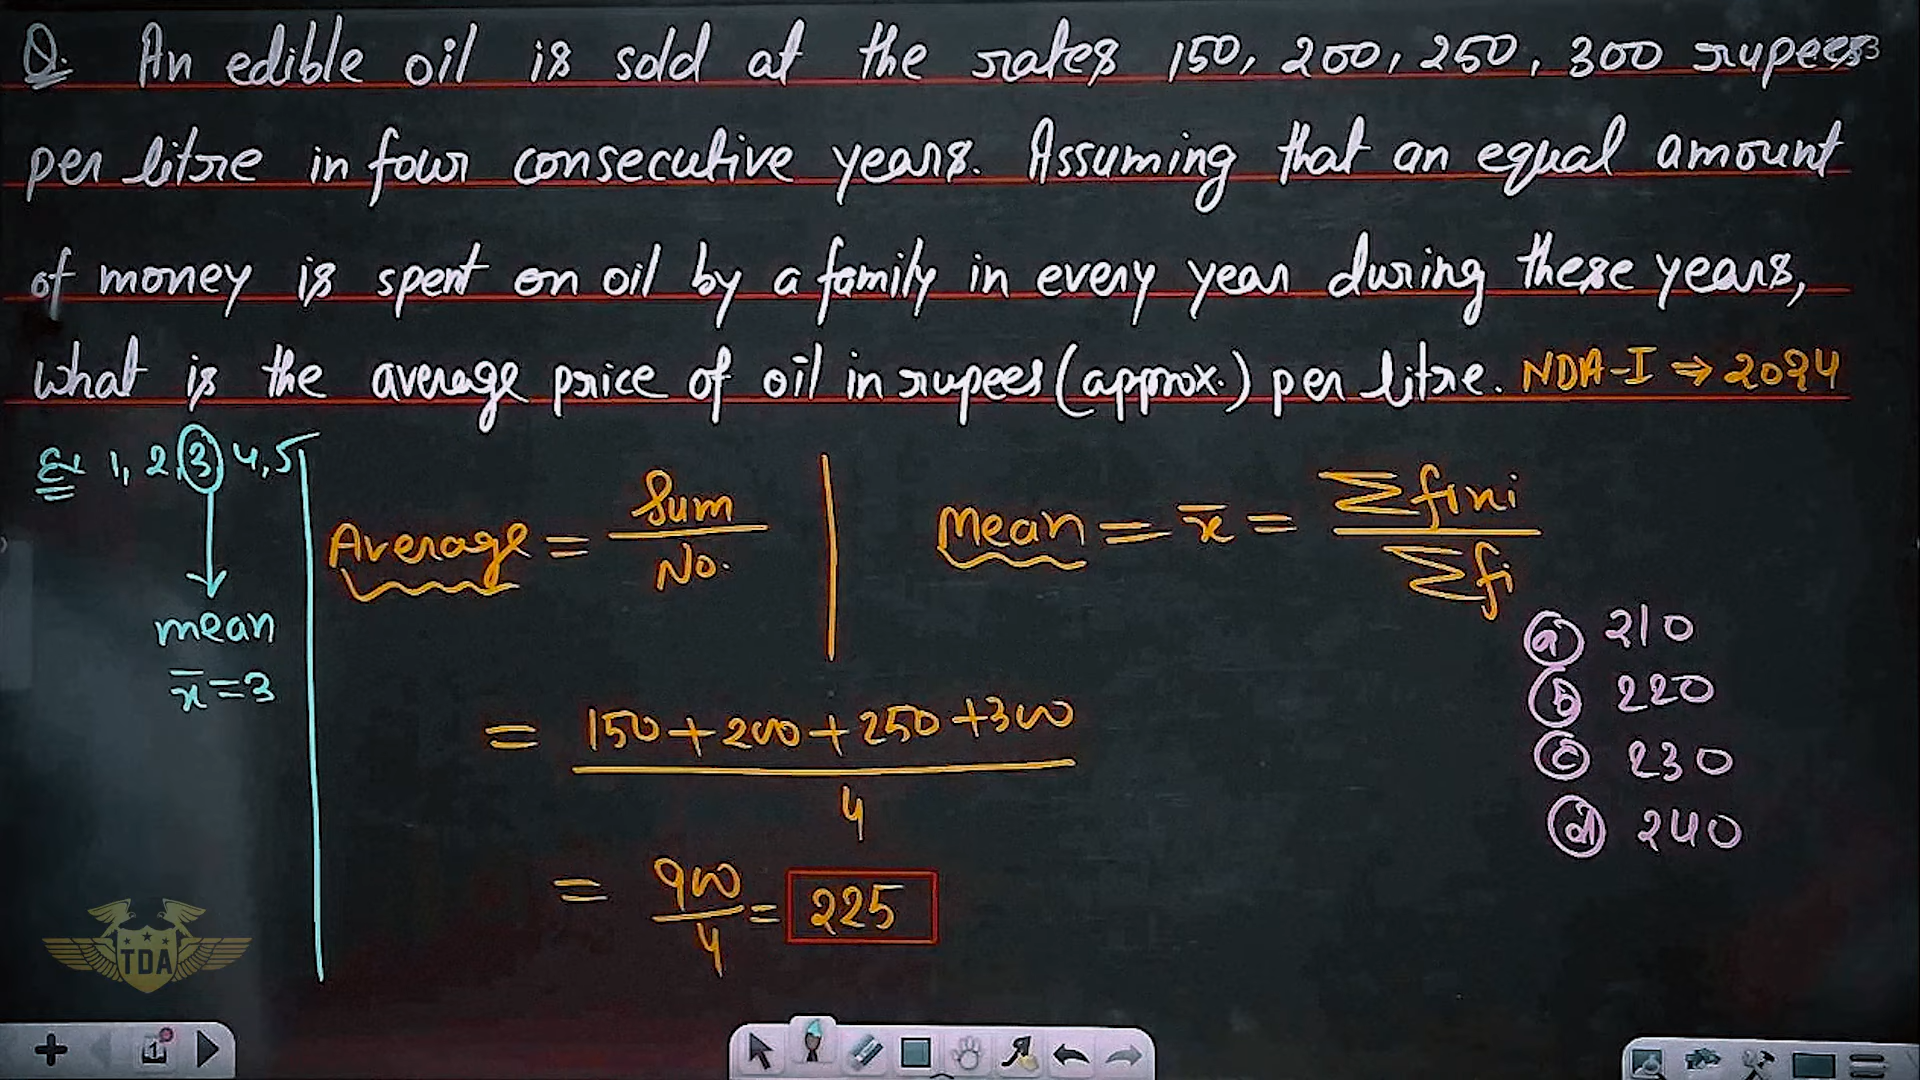 Q. An edible oil is sold at the rates 150, 200, 250, 300 rupees
per litre in four consecutive years. Assuming that an equal amount
of money is spent on oil by a family in every year during these years,
what is the average price of oil in rupees (approx.) per litre. NDA-I → 2024
Ex 1, 2, 3, 4, 5
mean
x̄ = 3
Average = Sum / No.
Mean = x̄ = Σfixi / Σfi
= 150+200+250+300 / 4
= 900/4 = 225
(a) 210
(b) 220
(c) 230
(d) 240
TDA
1